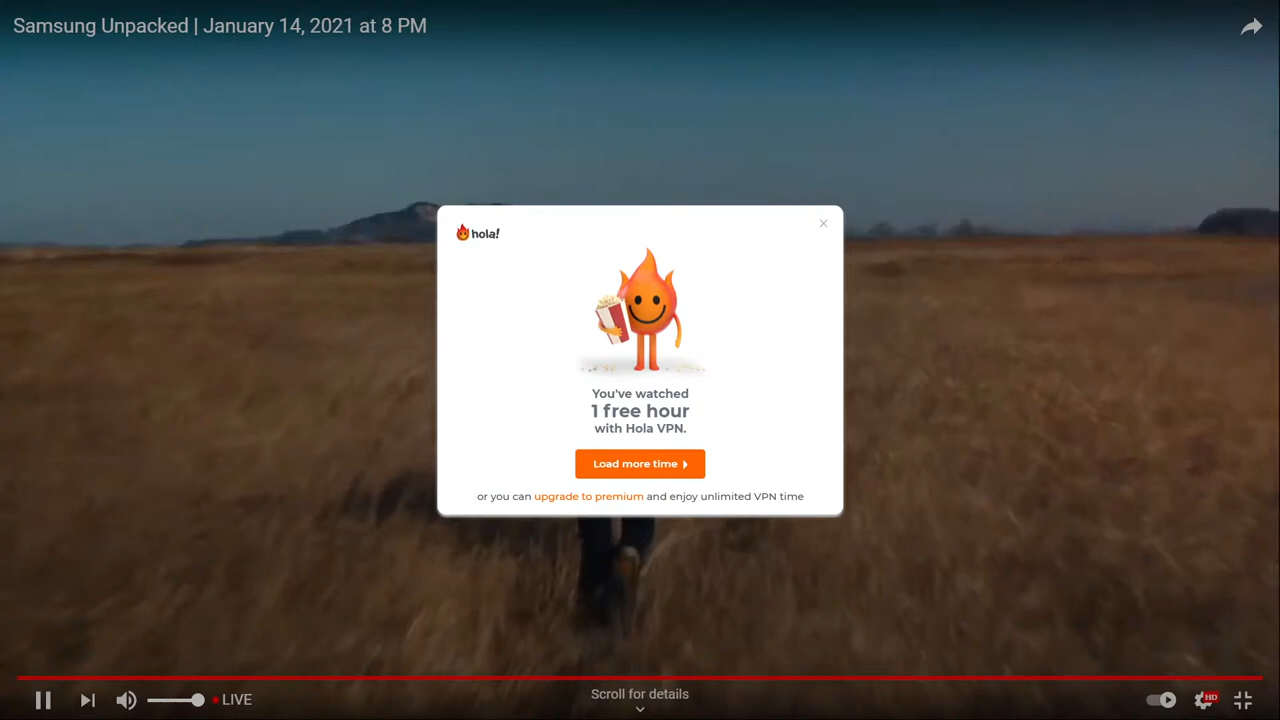 Samsung Unpacked | January 14, 2021 at 8 PM
hola!
You've watched
1 free hour
with Hola VPN.
Load more time
or you can upgrade to premium and enjoy unlimited VPN time
LIVE
Scroll for details
HD